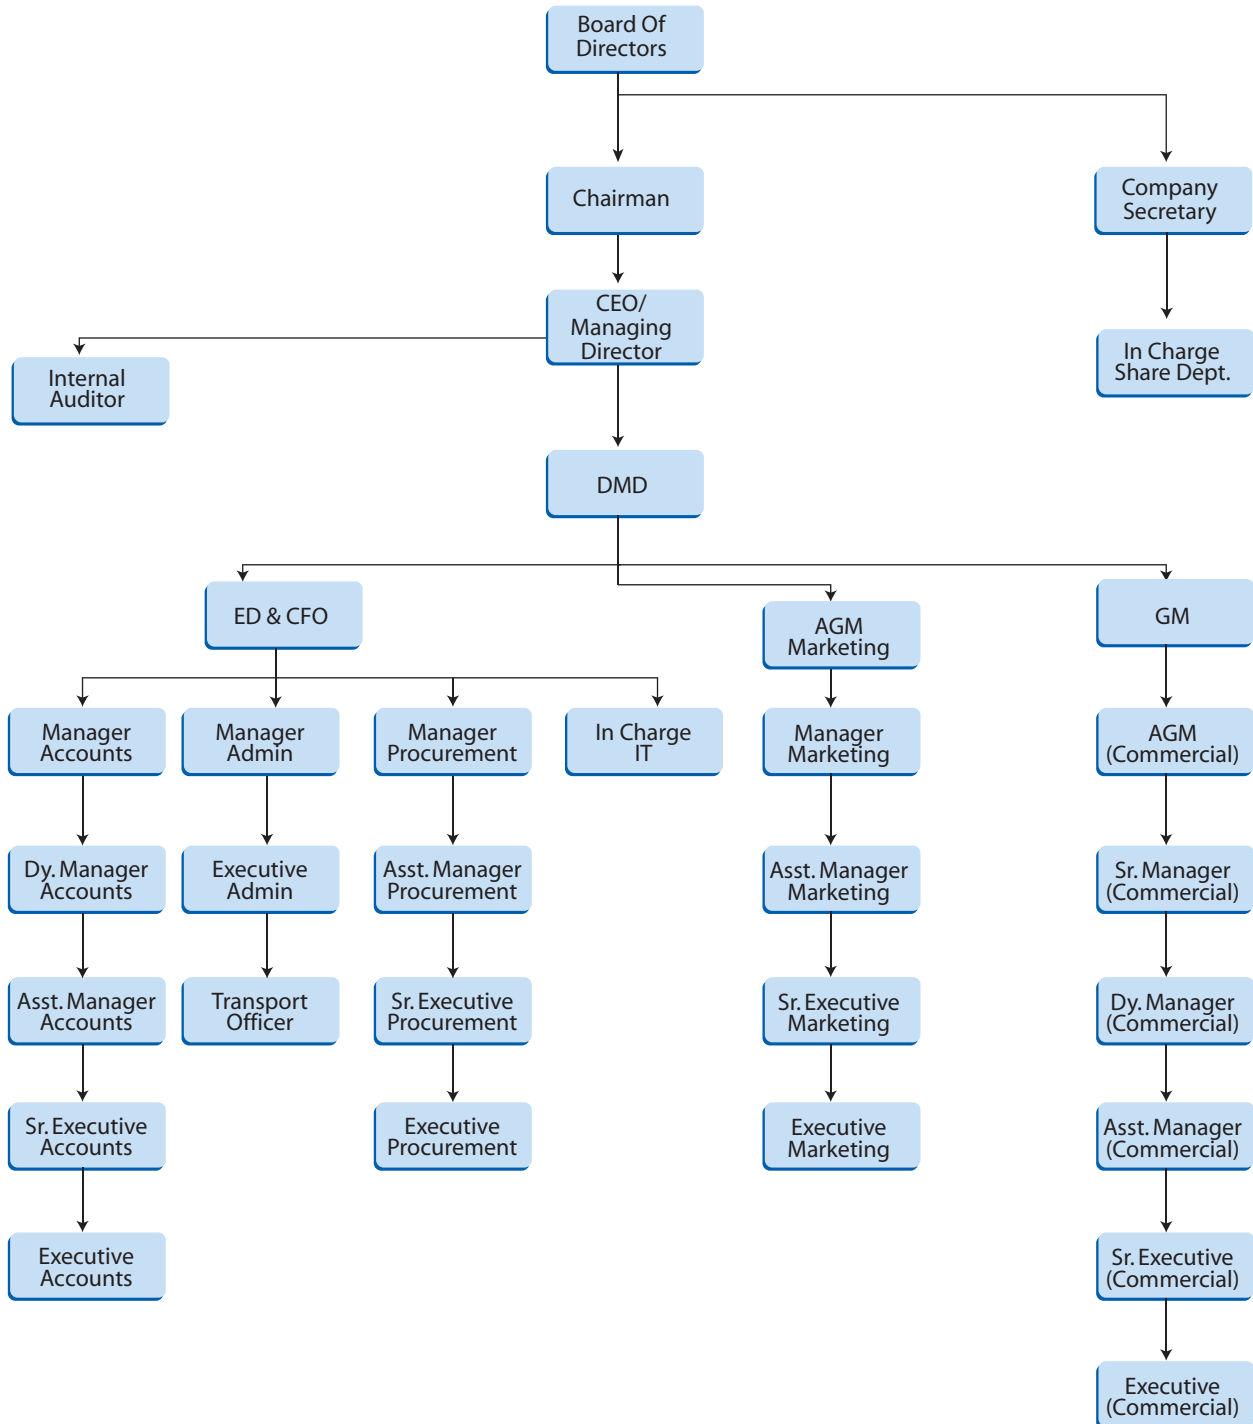 Board Of
Directors
Chairman
Company
Secretary
CEO/
Managing
Director
In Charge
Share Dept.
Internal
Auditor
DMD
ED & CFO
AGM
Marketing
GM
Manager
Accounts
Manager
Admin
Manager
Procurement
In Charge
IT
Manager
Marketing
AGM
(Commercial)
Dy. Manager
Accounts
Executive
Admin
Asst. Manager
Procurement
Asst. Manager
Marketing
Sr. Manager
(Commercial)
Asst. Manager
Accounts
Transport
Officer
Sr. Executive
Procurement
Sr. Executive
Marketing
Dy. Manager
(Commercial)
Sr. Executive
Accounts
Executive
Procurement
Executive
Marketing
Asst. Manager
(Commercial)
Executive
Accounts
Sr. Executive
(Commercial)
Executive
(Commercial)